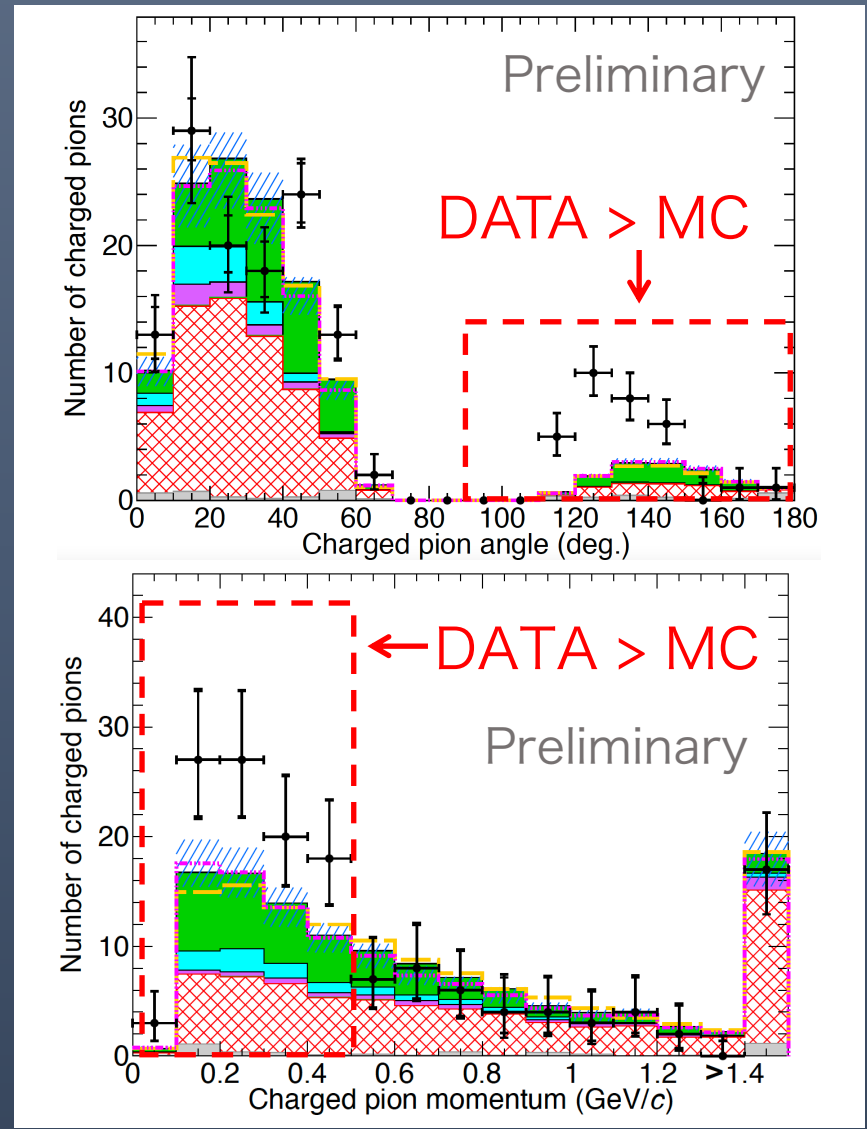 Preliminary
DATA > MC
Number of charged pions
30
20
10
0
0 20 40 60 80 100 120 140 160 180
Charged pion angle (deg.)
DATA > MC
Preliminary
Number of charged pions
40
30
20
10
0
0 0.2 0.4 0.6 0.8 1 1.2 >1.4
Charged pion momentum (GeV/c)